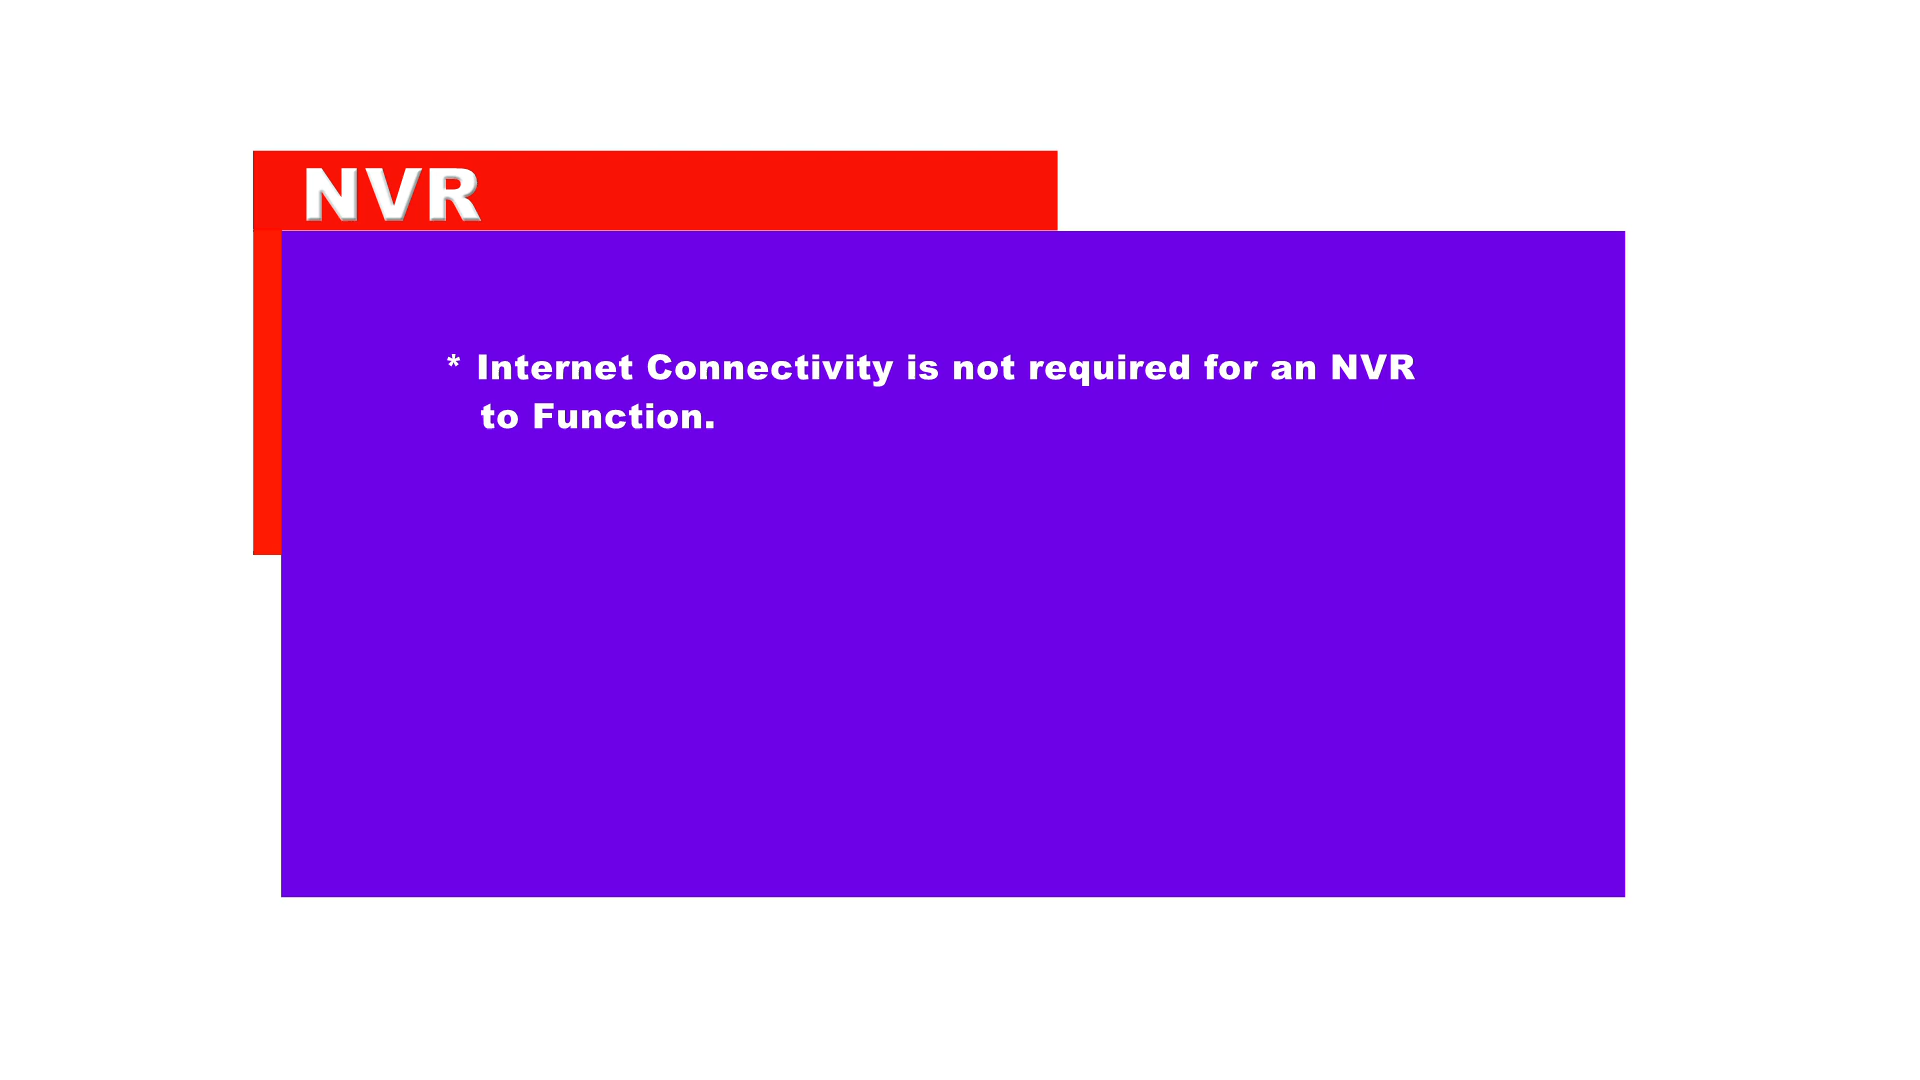 NVR
* Internet Connectivity is not required for an NVR
to Function.